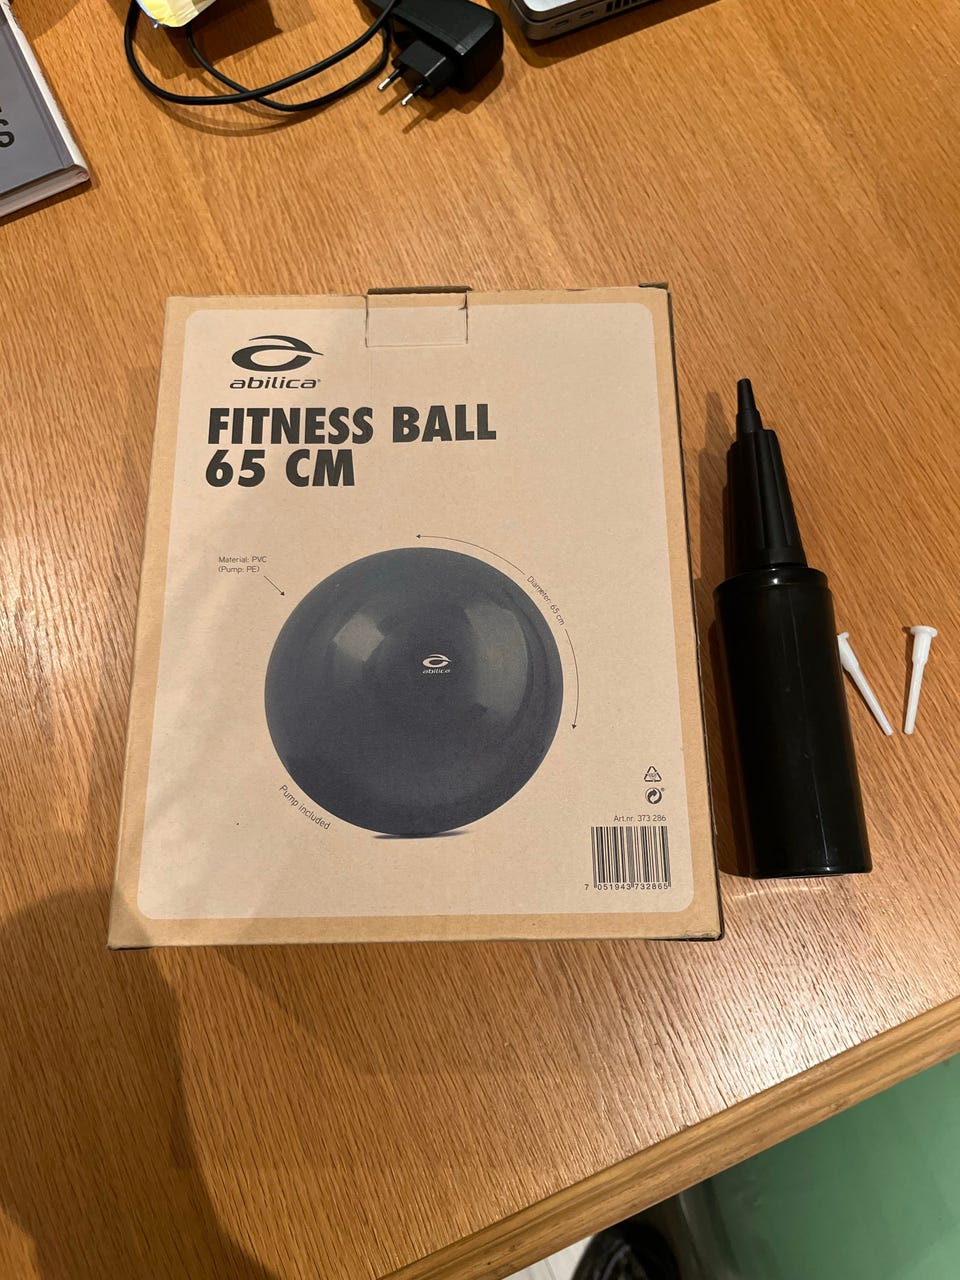 S
abilica®
FITNESS BALL
65 CM
Material: PVC
(Pump: PE)
Diameter: 65 cm
abilica
Pump included
Art.nr. 373 286
7 051943 732865